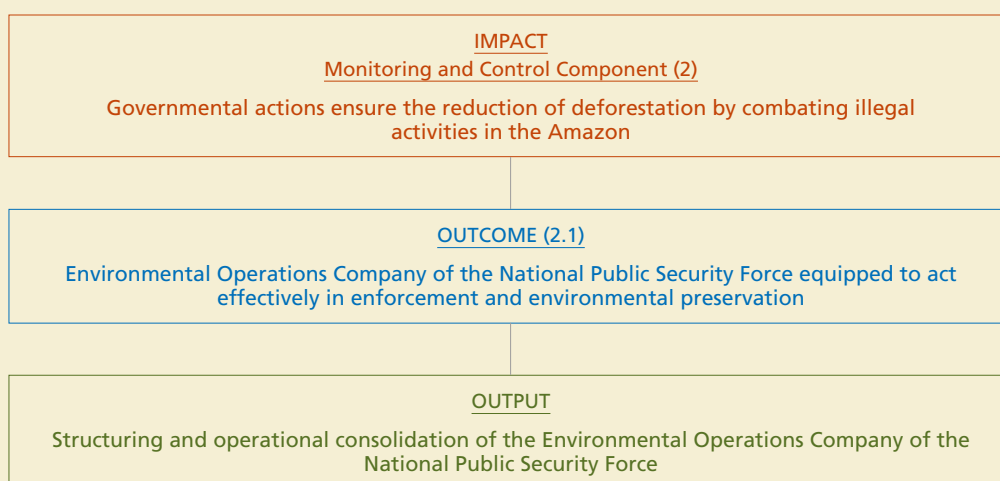 IMPACT
Monitoring and Control Component (2)
Governmental actions ensure the reduction of deforestation by combating illegal
activities in the Amazon
OUTCOME (2.1)
Environmental Operations Company of the National Public Security Force equipped to act
effectively in enforcement and environmental preservation
OUTPUT
Structuring and operational consolidation of the Environmental Operations Company of the
National Public Security Force